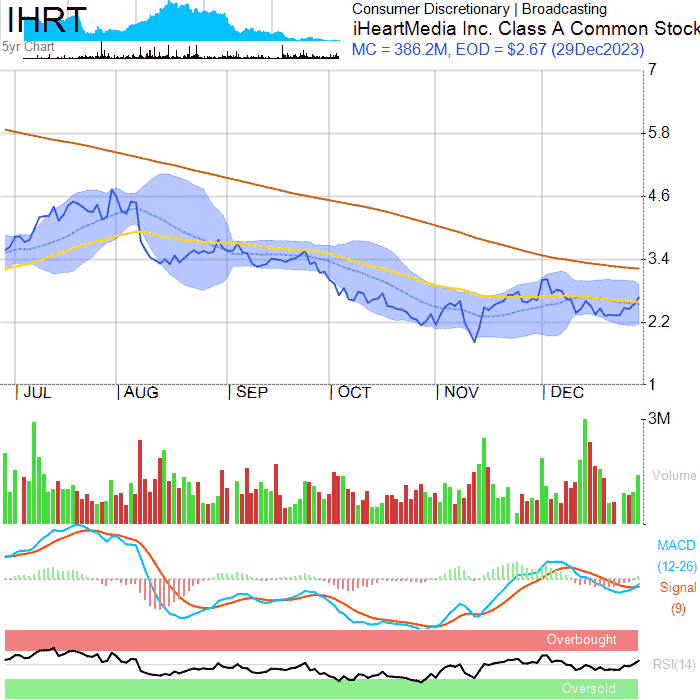 IHRT
Consumer Discretionary | Broadcasting
iHeartMedia Inc. Class A Common Stock
5yr Chart
MC = 386.2M, EOD = $2.67 (29Dec2023)
7
5.8
4.6
3.4
2.2
1
JUL AUG SEP OCT NOV DEC
3M
Volume
MACD
(12-26)
Signal
(9)
Overbought
RSI(14)
Oversold